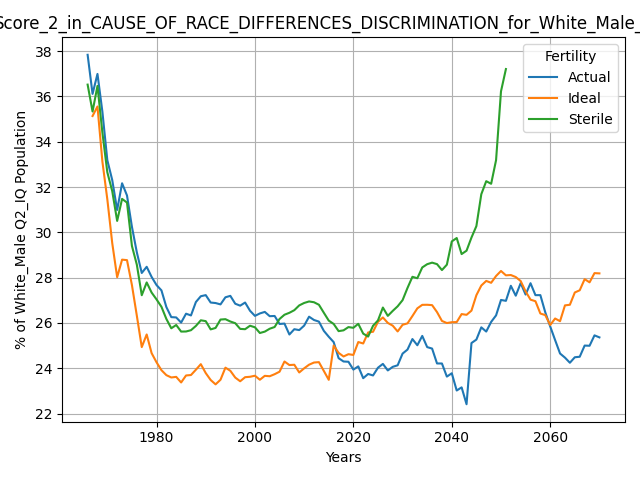 Score_2_in_CAUSE_OF_RACE_DIFFERENCES_DISCRIMINATION_for_White_Male_
% of White_Male Q2_IQ Population
38
36
34
32
30
28
26
24
22
Fertility
Actual
Ideal
Sterile
1980
2000
2020
2040
2060
Years